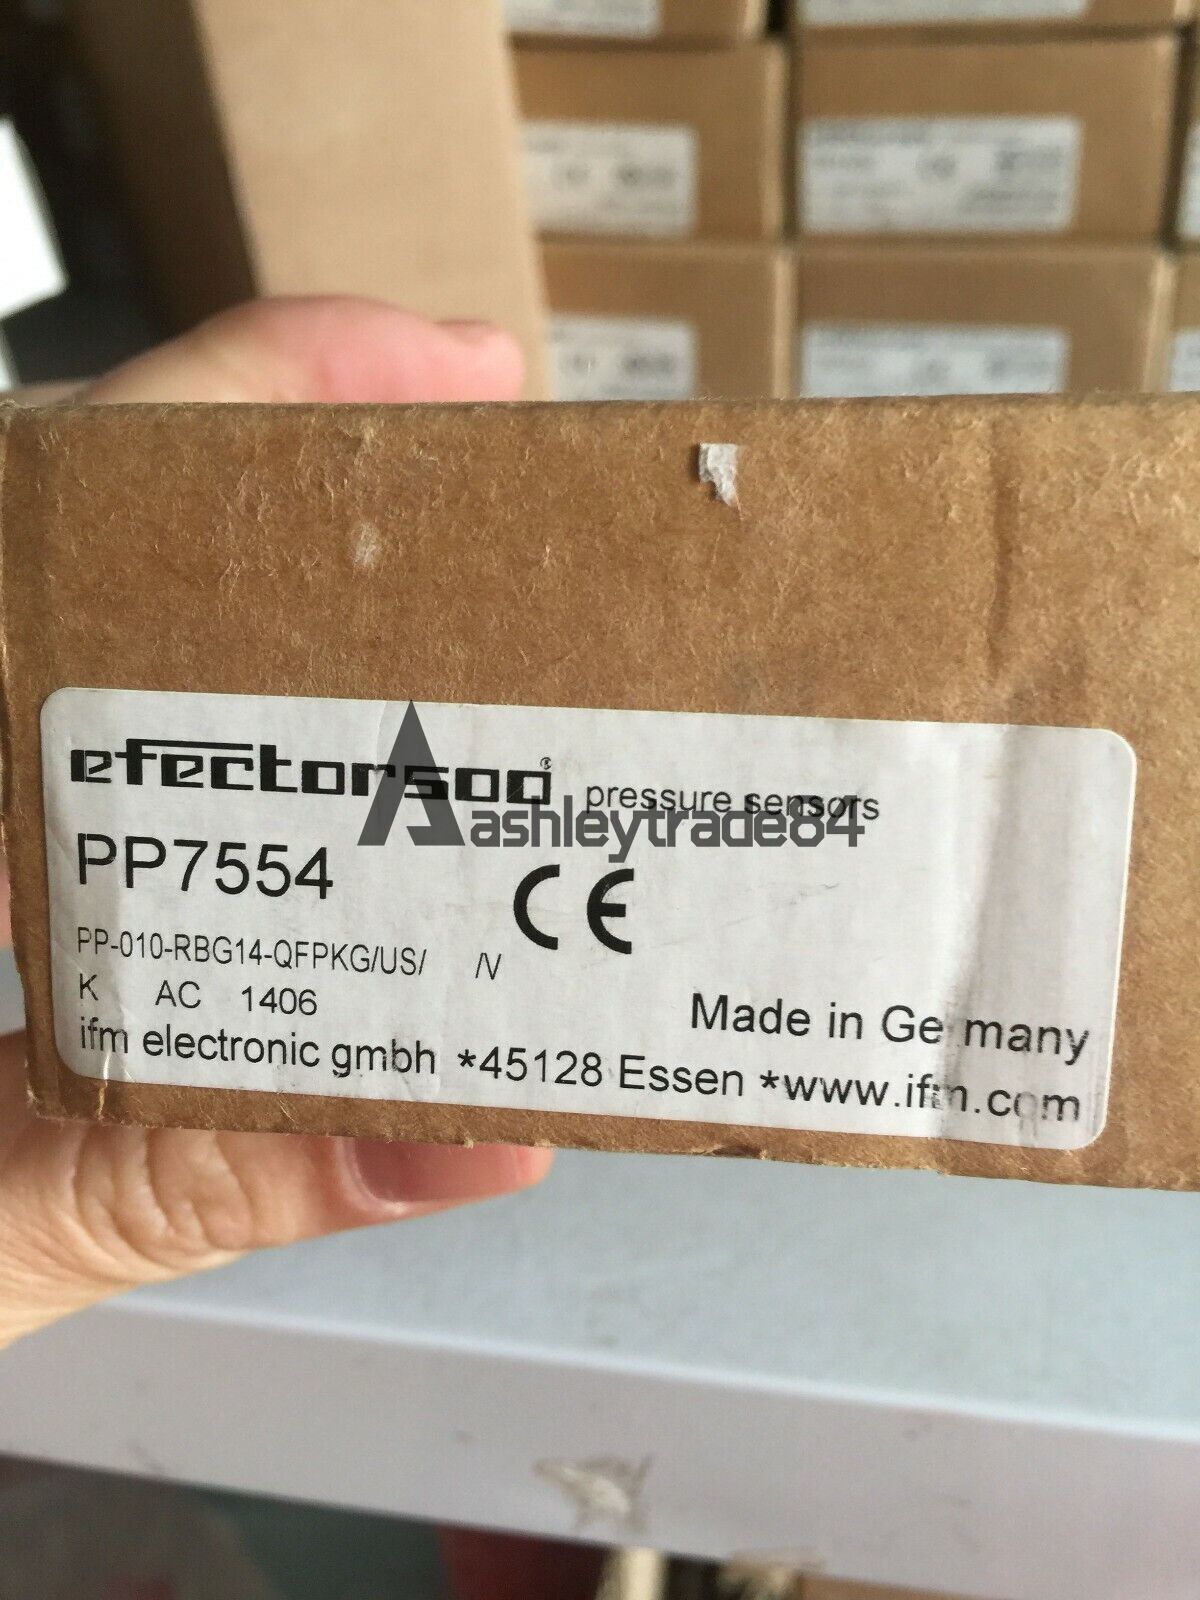 efector500® pressure sensors
Aashleytrade84
PP7554
CE
PP-010-RBG14-QFPKG/US/ /V
K AC 1406
Made in Germany
ifm electronic gmbh *45128 Essen *www.ifm.com